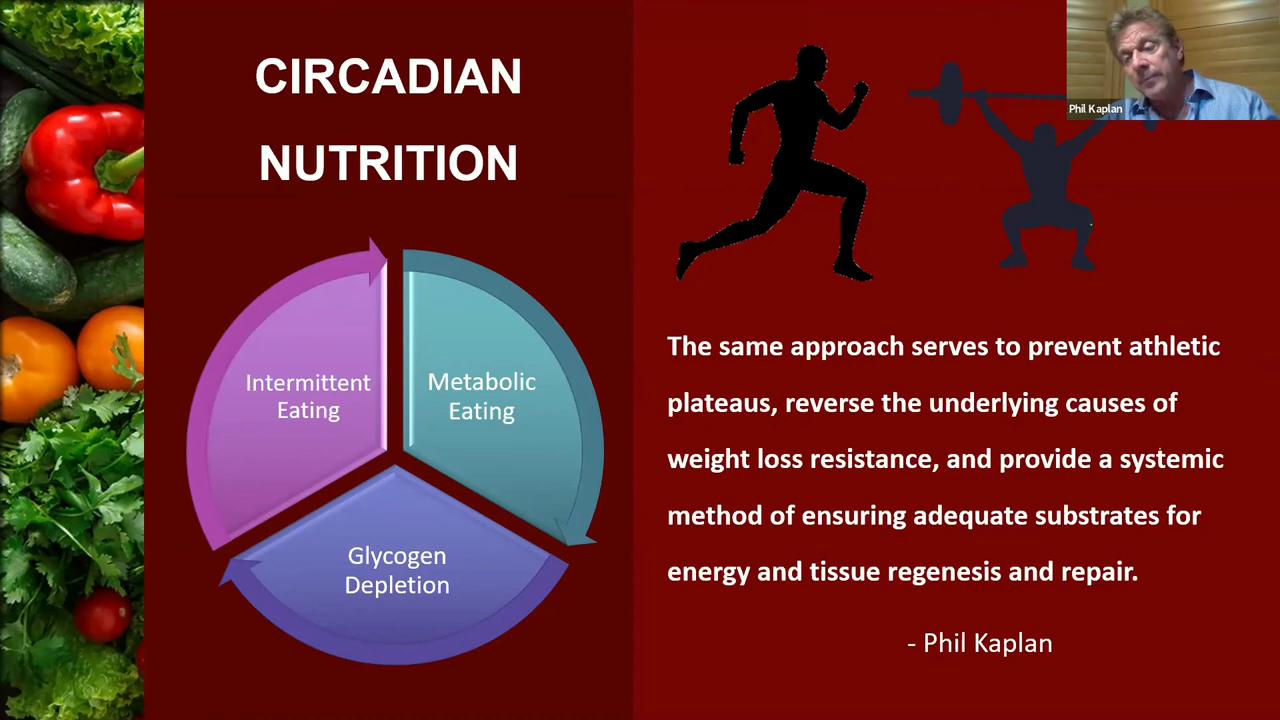 CIRCADIAN
NUTRITION
Intermittent
Eating
Metabolic
Eating
Glycogen
Depletion
Phil Kaplan
The same approach serves to prevent athletic
plateaus, reverse the underlying causes of
weight loss resistance, and provide a systemic
method of ensuring adequate substrates for
energy and tissue regenesis and repair.
- Phil Kaplan